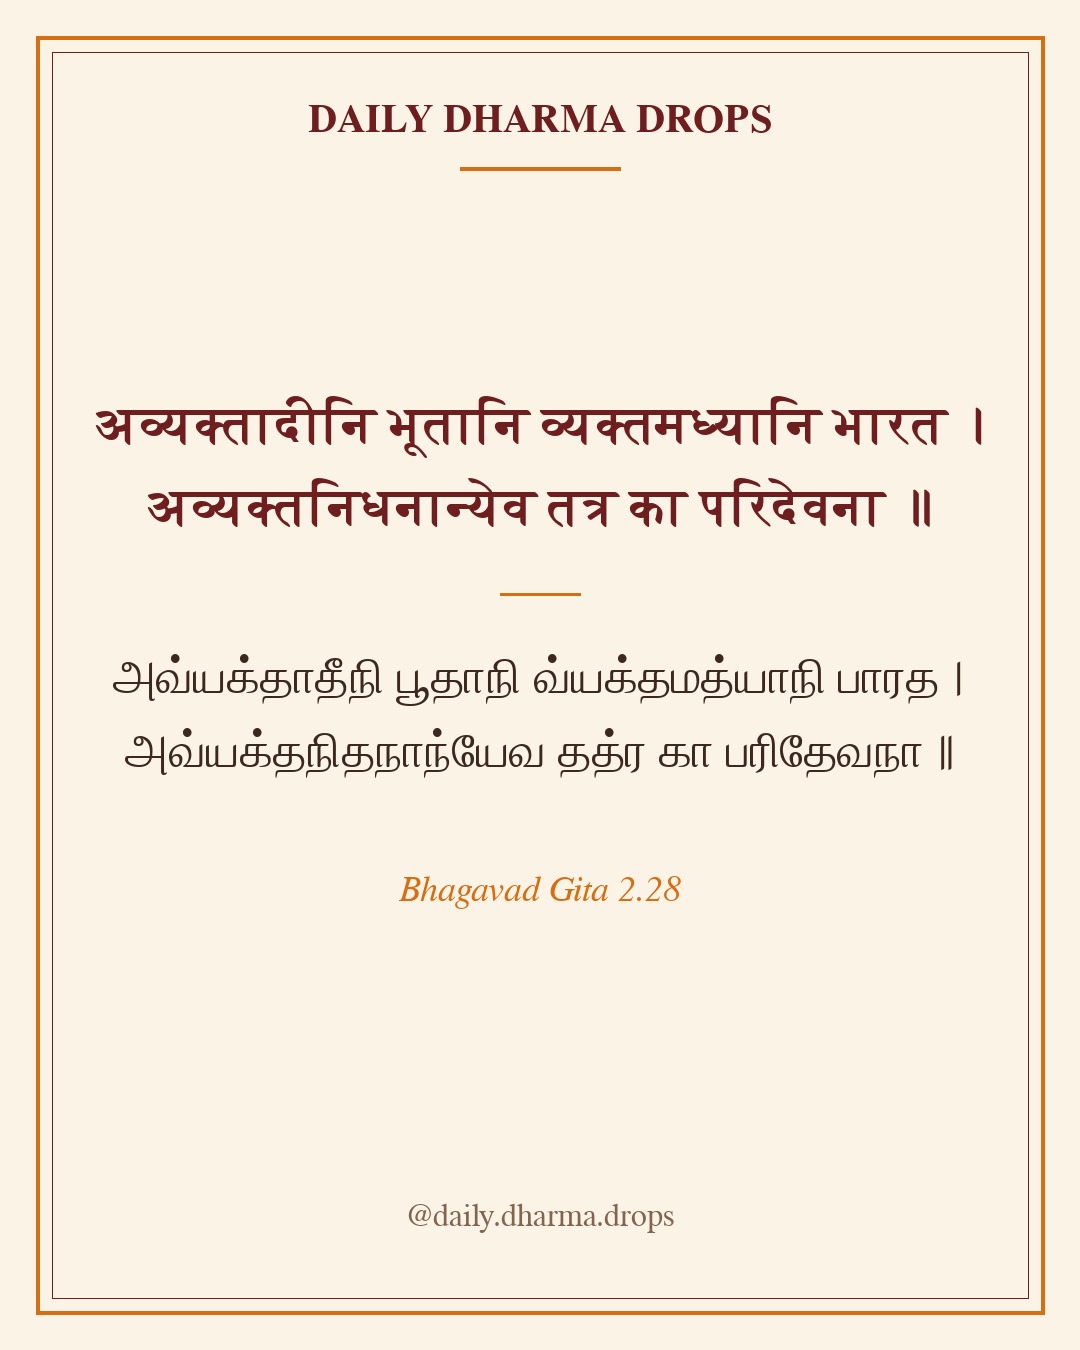 DAILY DHARMA DROPS
अव्यक्तादीनि भूतानि व्यक्तमध्यानि भारत ।
अव्यक्तनिधनान्येव तत्र का परिदेवना ॥
அவ்யக்தாதீநி பூதாநி வ்யக்தமத்யாநி பாரத ।
அவ்யக்தநிதநாந்யேவ தத்ர கா பரிதேவநா ॥
Bhagavad Gita 2.28
@daily.dharma.drops